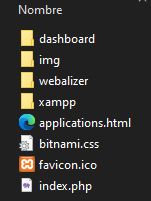 Nombre
dashboard
img
webalizer
xampp
applications.html
bitnami.css
favicon.ico
index.php